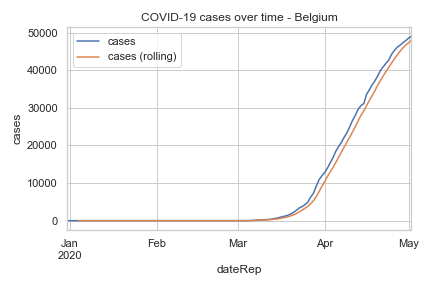 COVID-19 cases over time - Belgium
cases
cases (rolling)
50000
40000
30000
20000
10000
0
cases
Jan Feb Mar Apr May
2020
dateRep